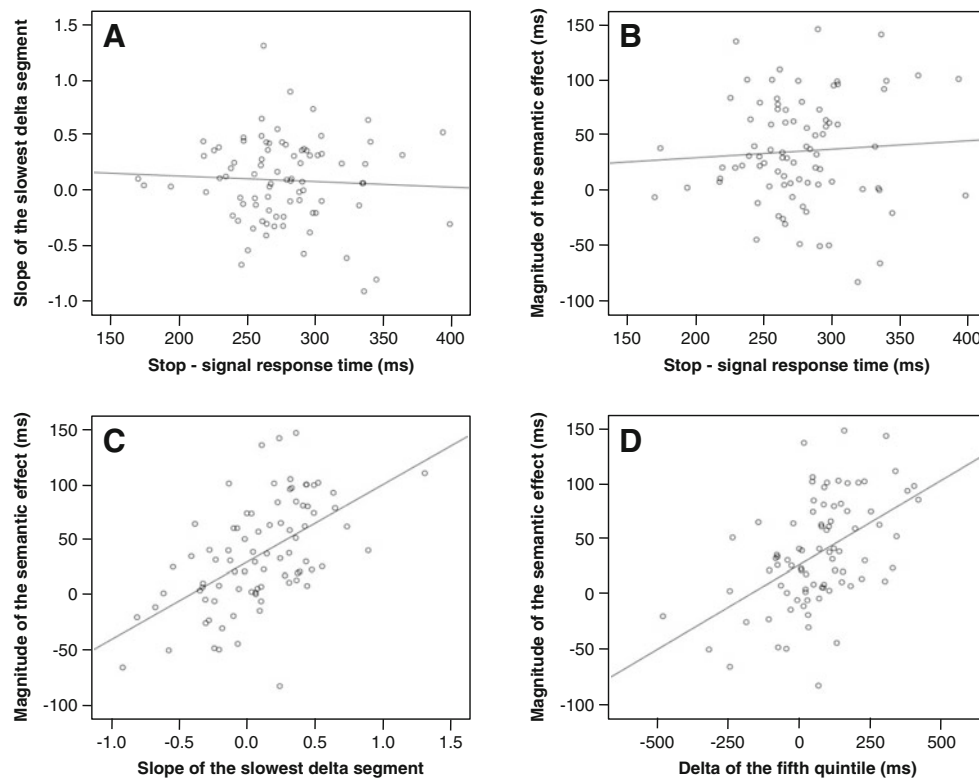 A
Slope of the slowest delta segment
1.5
1.0
0.5
0.0
-0.5
-1.0
150 200 250 300 350 400
Stop - signal response time (ms)
B
Magnitude of the semantic effect (ms)
150
100
50
0
-50
-100
150 200 250 300 350 400
Stop - signal response time (ms)
C
Magnitude of the semantic effect (ms)
150
100
50
0
-50
-100
-1.0 -0.5 0.0 0.5 1.0 1.5
Slope of the slowest delta segment
D
Magnitude of the semantic effect (ms)
150
100
50
0
-50
-100
-500 -250 0 250 500
Delta of the fifth quintile (ms)